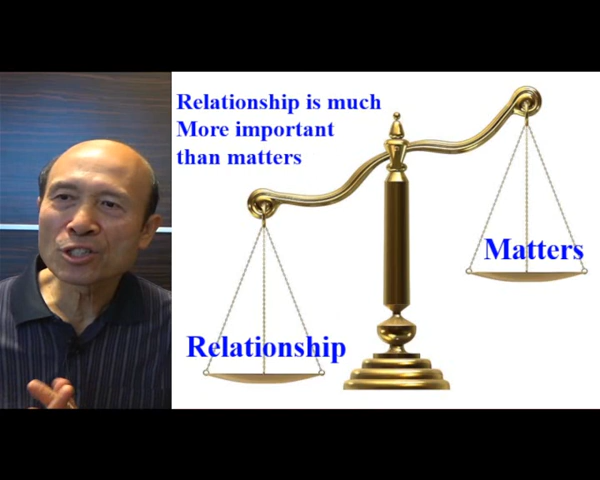 Relationship is much
More important
than matters
Matters
Relationship